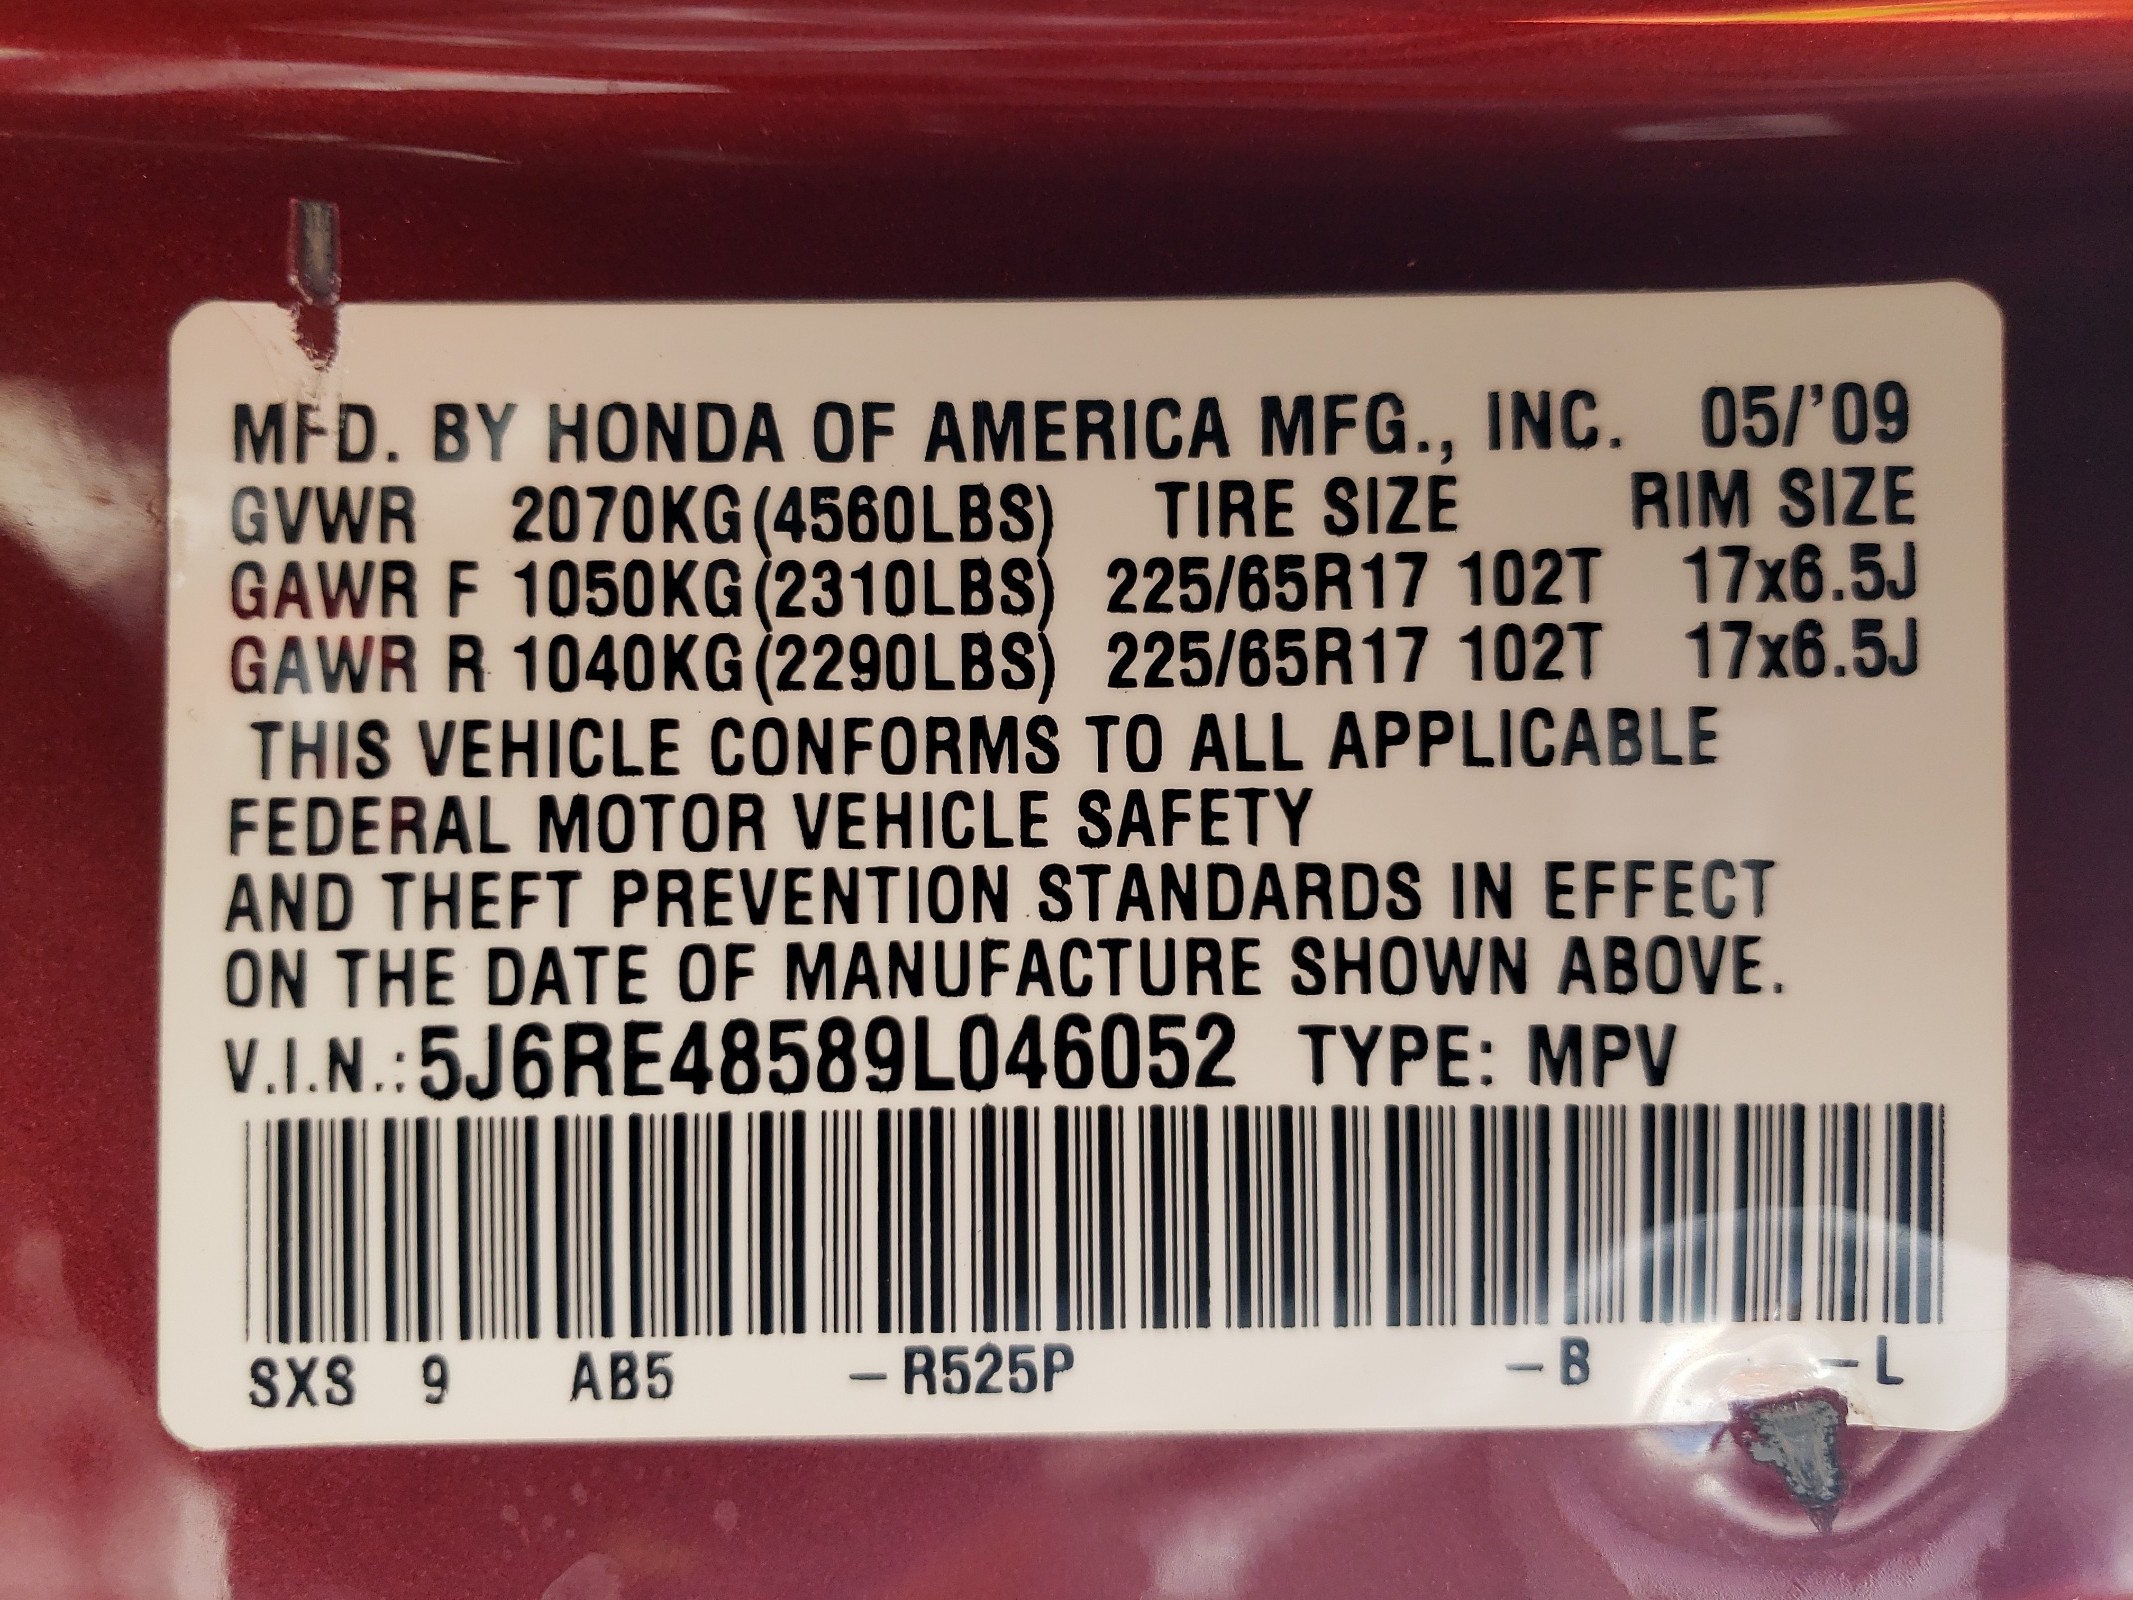 MFD. BY HONDA OF AMERICA MFG., INC. 05/'09
GVWR 2070KG(4560LBS) TIRE SIZE RIM SIZE
GAWR F 1050KG(2310LBS) 225/65R17 102T 17x6.5J
GAWR R 1040KG(2290LBS) 225/65R17 102T 17x6.5J
THIS VEHICLE CONFORMS TO ALL APPLICABLE
FEDERAL MOTOR VEHICLE SAFETY
AND THEFT PREVENTION STANDARDS IN EFFECT
ON THE DATE OF MANUFACTURE SHOWN ABOVE.
V.I.N.:5J6RE48589L046052 TYPE: MPV
SXS 9 AB5 –R525P –B –L